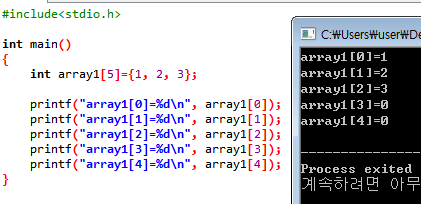 #include<stdio.h>
int main()
{
int array1[5]={1, 2, 3};
printf("array1[0]=%d\n", array1[0]);
printf("array1[1]=%d\n", array1[1]);
printf("array1[2]=%d\n", array1[2]);
printf("array1[3]=%d\n", array1[3]);
printf("array1[4]=%d\n", array1[4]);
}
C:₩Users₩user₩De
array1[0]=1
array1[1]=2
array1[2]=3
array1[3]=0
array1[4]=0
----------------
Process exited
계속하려면 아무